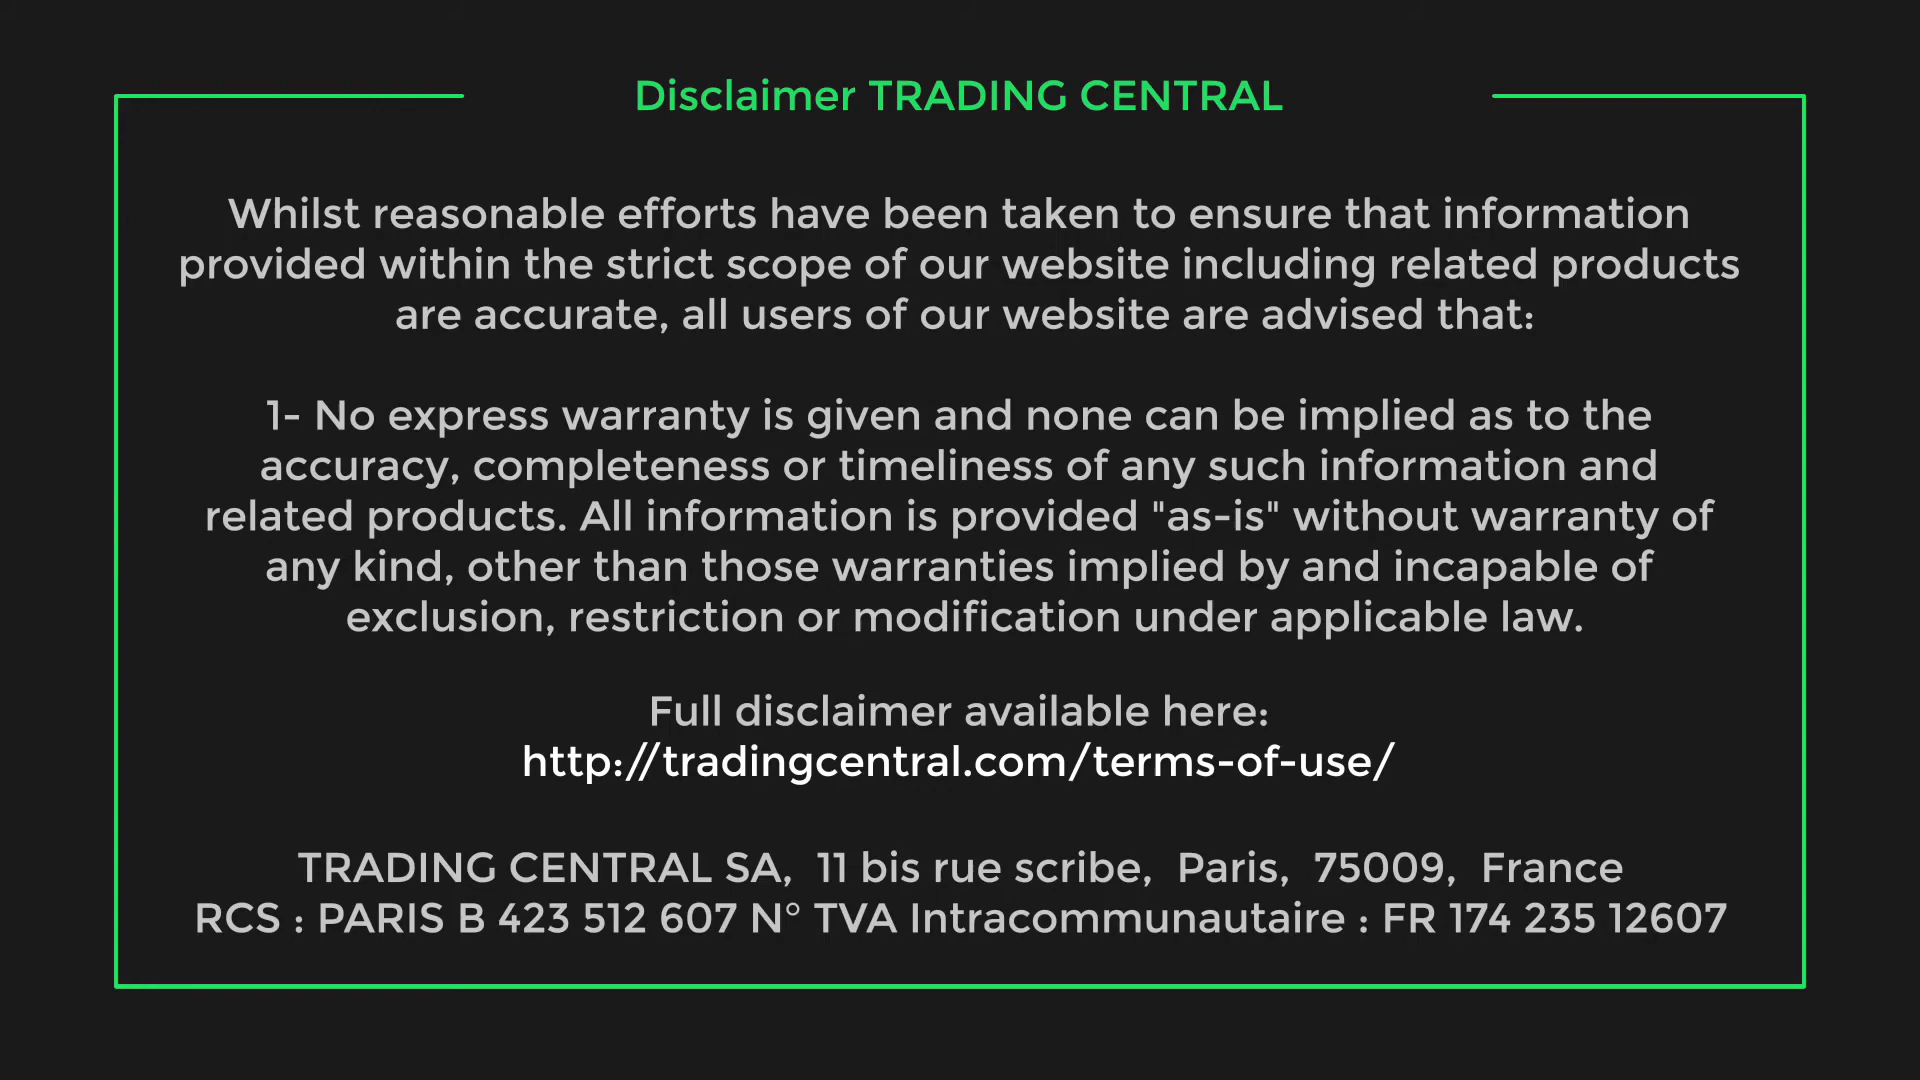 Disclaimer TRADING CENTRAL
Whilst reasonable efforts have been taken to ensure that information
provided within the strict scope of our website including related products
are accurate, all users of our website are advised that:
1- No express warranty is given and none can be implied as to the
accuracy, completeness or timeliness of any such information and
related products. All information is provided "as-is" without warranty of
any kind, other than those warranties implied by and incapable of
exclusion, restriction or modification under applicable law.
Full disclaimer available here:
http://tradingcentral.com/terms-of-use/
TRADING CENTRAL SA,  11 bis rue scribe,  Paris,  75009,  France
RCS : PARIS B 423 512 607 N° TVA Intracommunautaire : FR 174 235 12607